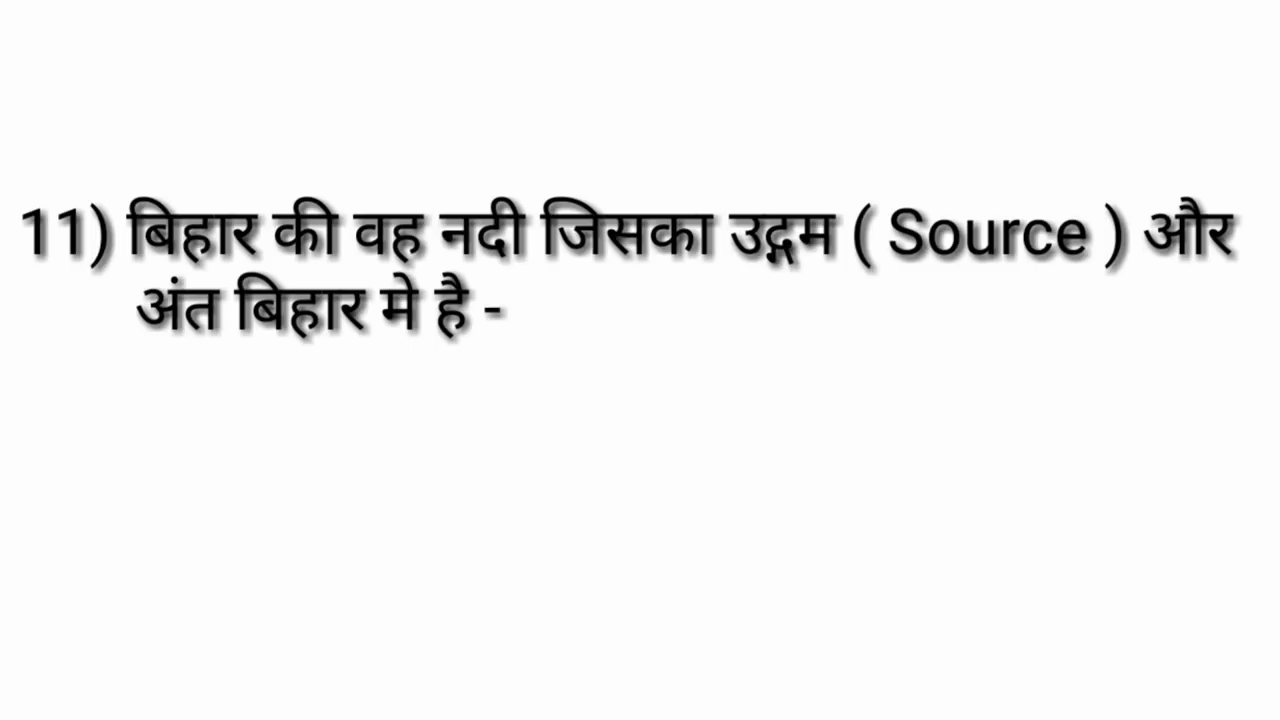 11) बिहार की वह नदी जिसका उद्गम ( Source ) और
अंत बिहार मे है -